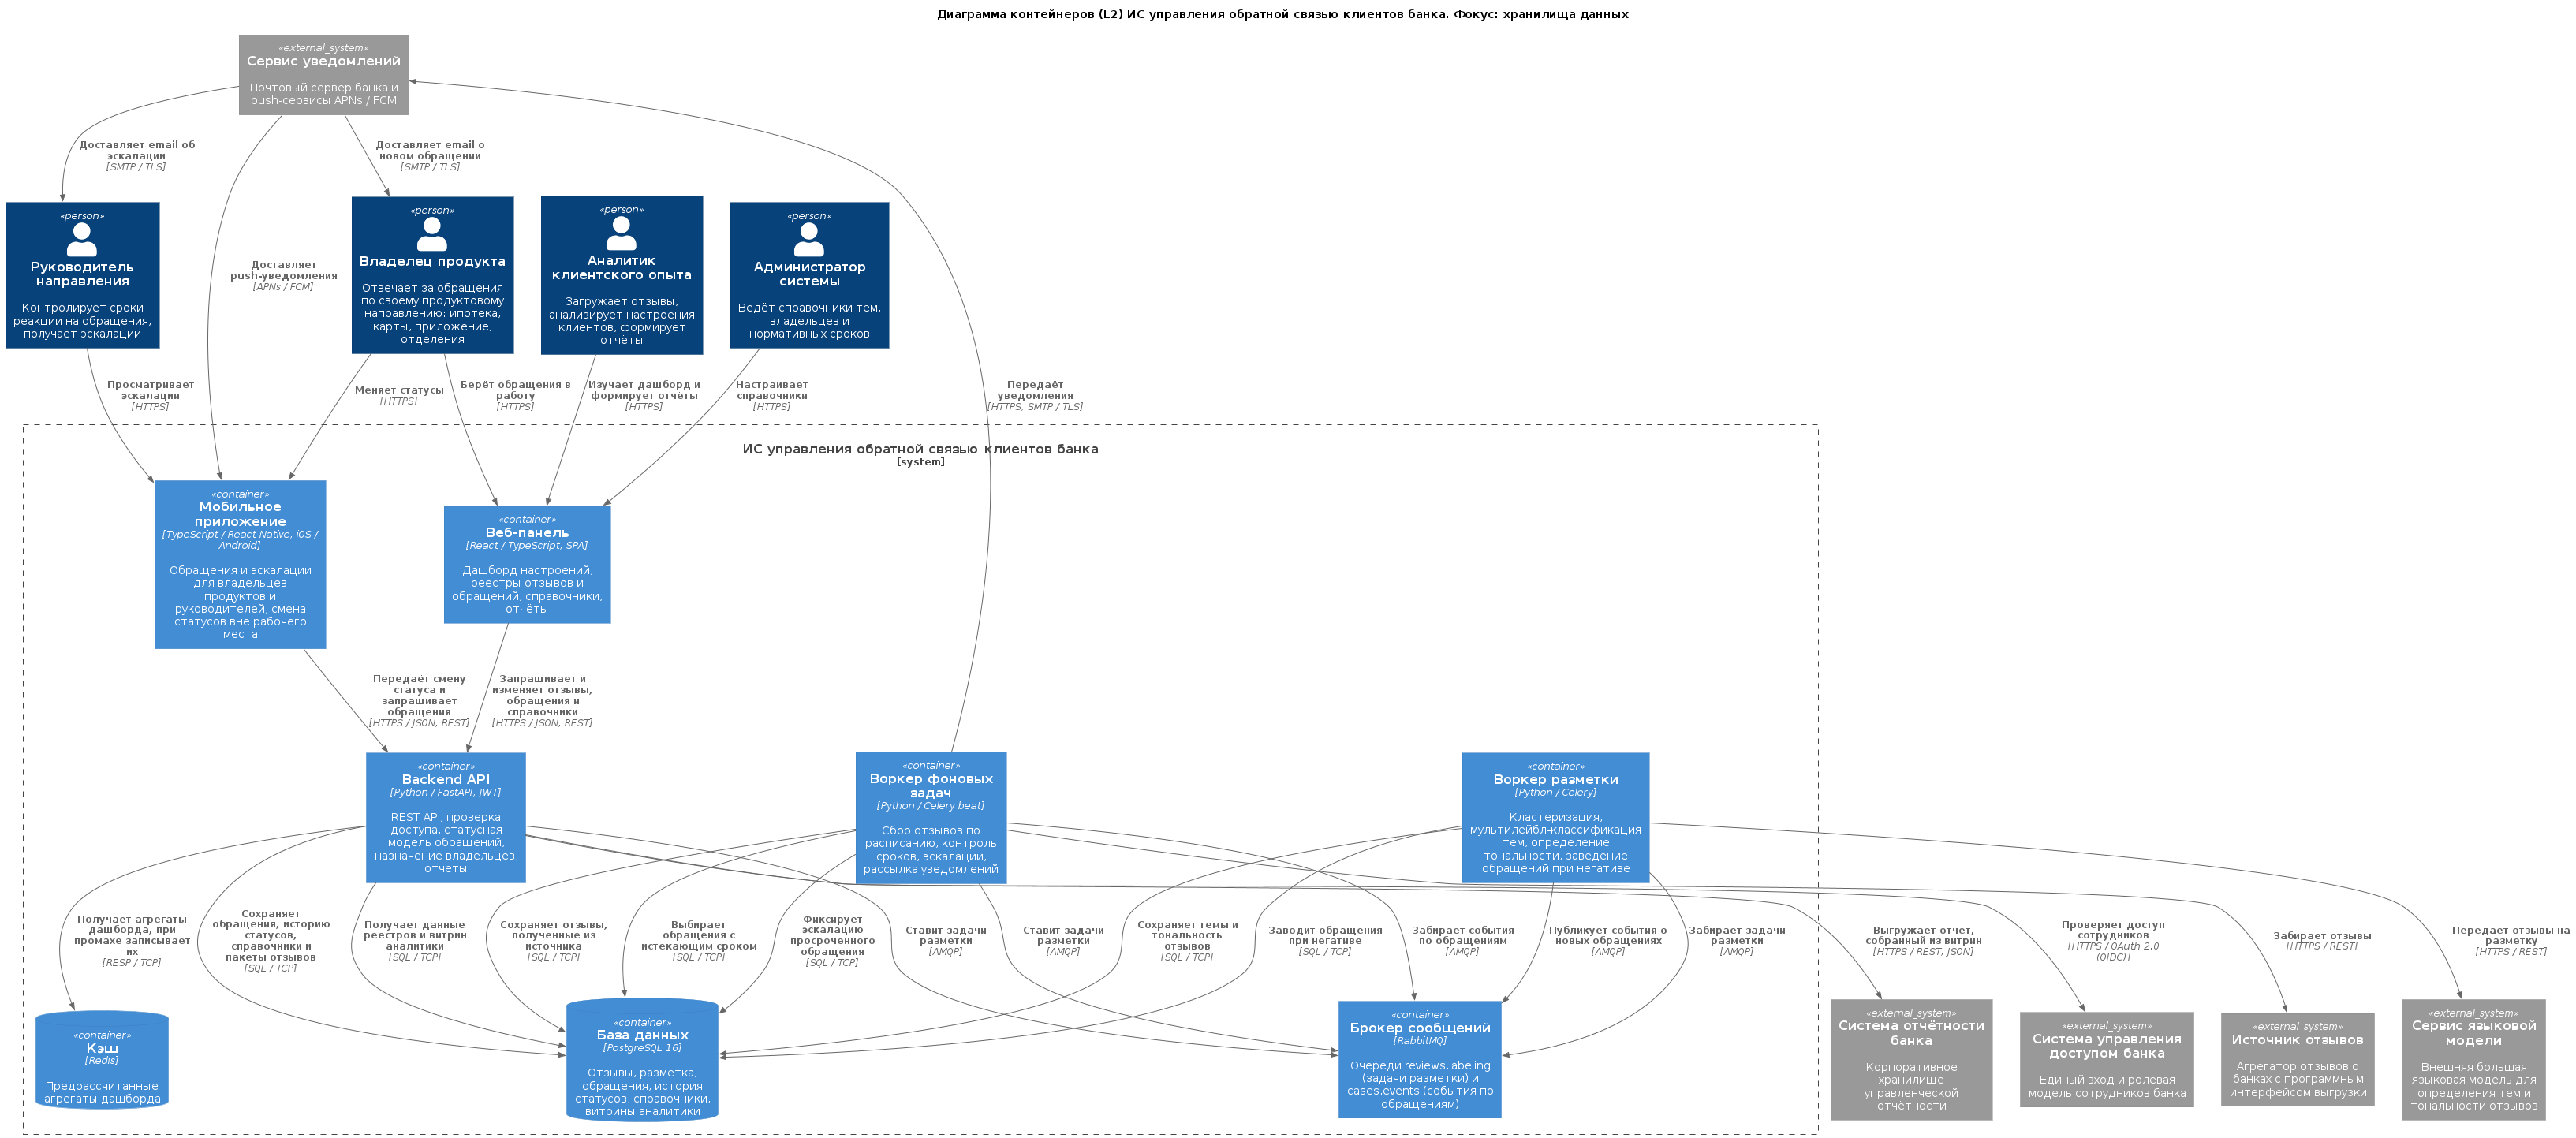 Диаграмма контейнеров (L2) ИС управления обратной связью клиентов банка. Фокус: хранилища данных
«external_system»
Сервис уведомлений
Почтовый сервер банка и
push-сервисы APNs / FCM
Доставляет email об
эскалации
[SMTP / TLS]
Доставляет email о
новом обращении
[SMTP / TLS]
Доставляет
push-уведомления
[APNs / FCM]
«person»
Руководитель
направления
Контролирует сроки
реакции на обращения,
получает эскалации
«person»
Владелец продукта
Отвечает за обращения
по своему продуктовому
направлению: ипотека,
карты, приложение,
отделения
«person»
Аналитик
клиентского опыта
Загружает отзывы,
анализирует настроения
клиентов, формирует
отчёты
«person»
Администратор
системы
Ведёт справочники тем,
владельцев и
нормативных сроков
Просматривает
эскалации
[HTTPS]
Меняет статусы
[HTTPS]
Берёт обращения в
работу
[HTTPS]
Изучает дашборд и
формирует отчёты
[HTTPS]
Настраивает
справочники
[HTTPS]
Передаёт
уведомления
[HTTPS, SMTP / TLS]
ИС управления обратной связью клиентов банка
[system]
«container»
Мобильное
приложение
[TypeScript / React Native, iOS /
Android]
Обращения и эскалации
для владельцев
продуктов и
руководителей, смена
статусов вне рабочего
места
«container»
Веб-панель
[React / TypeScript, SPA]
Дашборд настроений,
реестры отзывов и
обращений, справочники,
отчёты
Передаёт смену
статуса и
запрашивает
обращения
[HTTPS / JSON, REST]
Запрашивает и
изменяет отзывы,
обращения и
справочники
[HTTPS / JSON, REST]
«container»
Backend API
[Python / FastAPI, JWT]
REST API, проверка
доступа, статусная
модель обращений,
назначение владельцев,
отчёты
«container»
Воркер фоновых
задач
[Python / Celery beat]
Сбор отзывов по
расписанию, контроль
сроков, эскалации,
рассылка уведомлений
«container»
Воркер разметки
[Python / Celery]
Кластеризация,
мультилейбл-классификация
тем, определение
тональности, заведение
обращений при негативе
Получает агрегаты
дашборда, при
промахе записывает
их
[RESP / TCP]
Сохраняет
обращения, историю
статусов,
справочники и
пакеты отзывов
[SQL / TCP]
Получает данные
реестров и витрин
аналитики
[SQL / TCP]
Сохраняет отзывы,
полученные из
источника
[SQL / TCP]
Выбирает
обращения с
истекающим сроком
[SQL / TCP]
Фиксирует
эскалацию
просроченного
обращения
[SQL / TCP]
Ставит задачи
разметки
[AMQP]
Ставит задачи
разметки
[AMQP]
Сохраняет темы и
тональность
отзывов
[SQL / TCP]
Заводит обращения
при негативе
[SQL / TCP]
Забирает события
по обращениям
[AMQP]
Публикует события о
новых обращениях
[AMQP]
Забирает задачи
разметки
[AMQP]
Выгружает отчёт,
собранный из витрин
[HTTPS / REST, JSON]
Проверяет доступ
сотрудников
[HTTPS / OAuth 2.0
(OIDC)]
Забирает отзывы
[HTTPS / REST]
Передаёт отзывы на
разметку
[HTTPS / REST]
«container»
Кэш
[Redis]
Предрассчитанные
агрегаты дашборда
«container»
База данных
[PostgreSQL 16]
Отзывы, разметка,
обращения, история
статусов, справочники,
витрины аналитики
«container»
Брокер сообщений
[RabbitMQ]
Очереди reviews.labeling
(задачи разметки) и
cases.events (события по
обращениям)
«external_system»
Система отчётности
банка
Корпоративное
хранилище
управленческой
отчётности
«external_system»
Система управления
доступом банка
Единый вход и ролевая
модель сотрудников банка
«external_system»
Источник отзывов
Агрегатор отзывов о
банках с программным
интерфейсом выгрузки
«external_system»
Сервис языковой
модели
Внешняя большая
языковая модель для
определения тем и
тональности отзывов